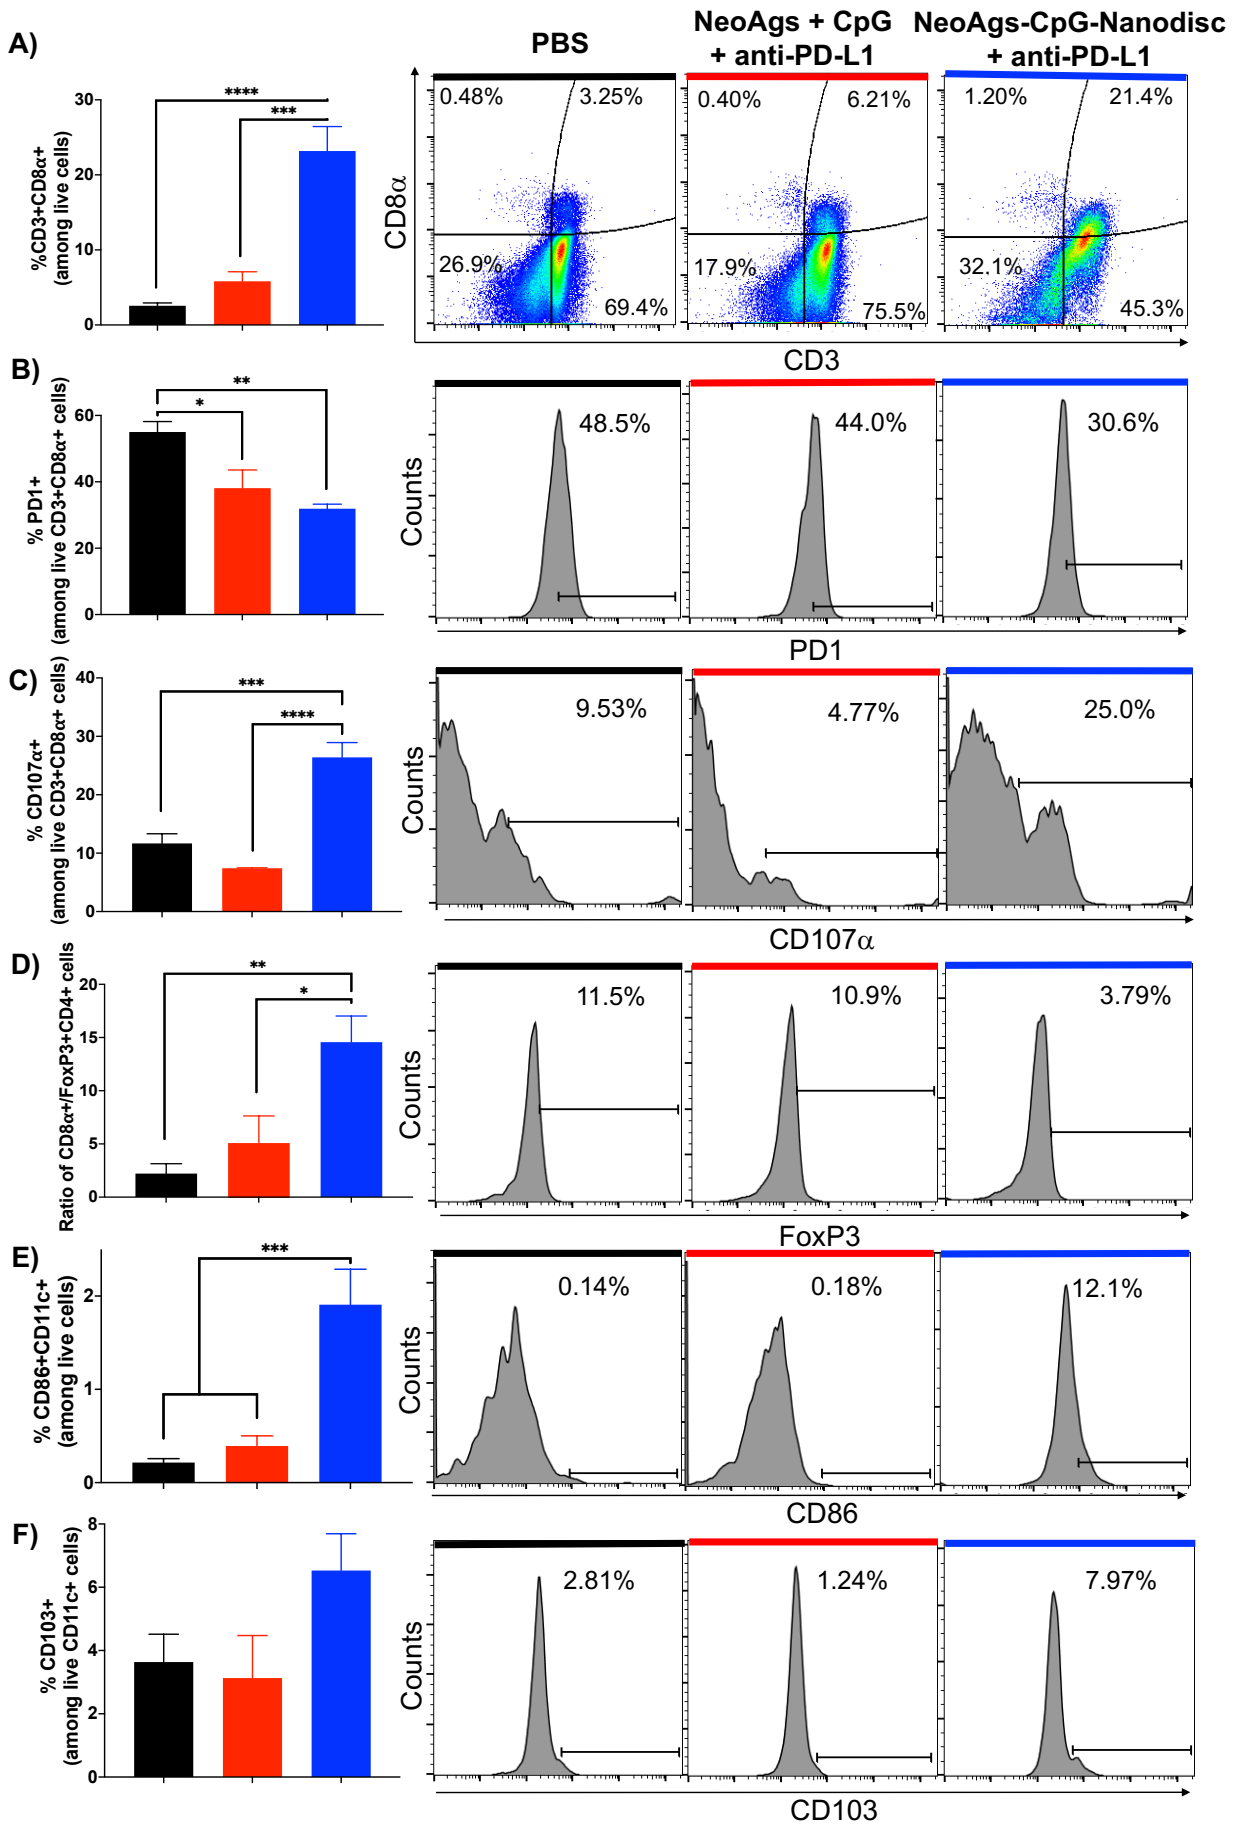 A)
PBS
NeoAgs + CpG
+ anti-PD-L1
NeoAgs-CpG-Nanodisc
+ anti-PD-L1
%CD3+CD8α+
(among live cells)
30
20
10
0
****
***
CD8α
0.48%
3.25%
26.9%
69.4%
0.40%
6.21%
17.9%
75.5%
1.20%
21.4%
32.1%
45.3%
CD3
B)
% PD1+
(among live CD3+CD8α+ cells)
60
40
20
0
**
*
Counts
48.5%
44.0%
30.6%
PD1
C)
% CD107α+
(among live CD3+CD8α+ cells)
40
30
20
10
0
***
****
Counts
9.53%
4.77%
25.0%
CD107α
D)
Ratio of CD8α+/FoxP3+CD4+ cells
20
15
10
5
0
**
*
Counts
11.5%
10.9%
3.79%
FoxP3
E)
% CD86+CD11c+
(among live cells)
2
1
0
***
Counts
0.14%
0.18%
12.1%
CD86
F)
% CD103+
(among live CD11c+ cells)
8
6
4
2
0
Counts
2.81%
1.24%
7.97%
CD103